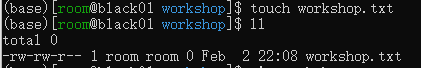 (base)[room@black01 workshop]$ touch workshop.txt
(base)[room@black01 workshop]$ ll
total 0
-rw-rw-r-- 1 room room 0 Feb  2 22:08 workshop.txt